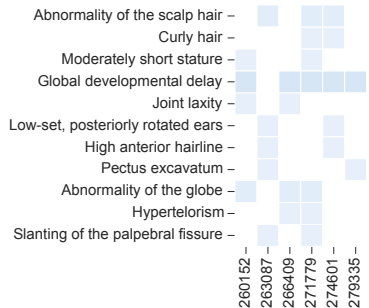 Abnormality of the scalp hair
Curly hair
Moderately short stature
Global developmental delay
Joint laxity
Low-set, posteriorly rotated ears
High anterior hairline
Pectus excavatum
Abnormality of the globe
Hypertelorism
Slanting of the palpebral fissure
260152
263087
266409
271779
274601
279335